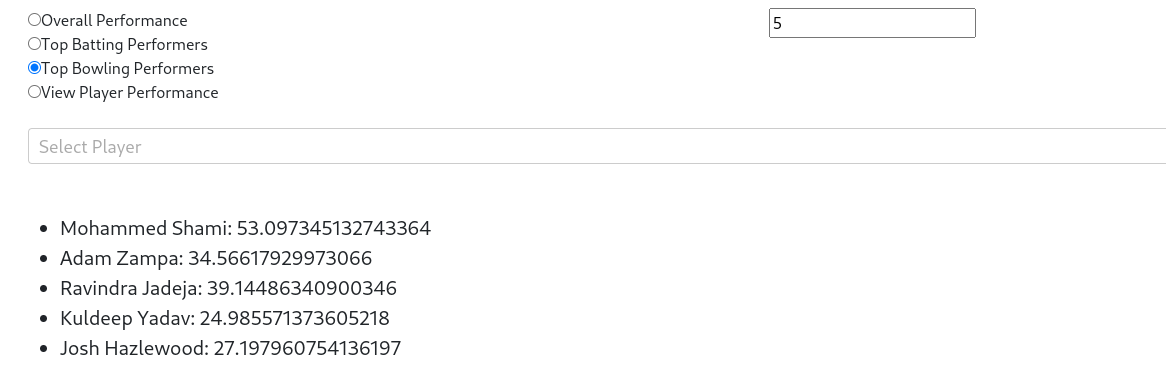 Overall Performance
5
Top Batting Performers
Top Bowling Performers
View Player Performance
Select Player
Mohammed Shami: 53.097345132743364
Adam Zampa: 34.56617929973066
Ravindra Jadeja: 39.14486340900346
Kuldeep Yadav: 24.985571373605218
Josh Hazlewood: 27.197960754136197